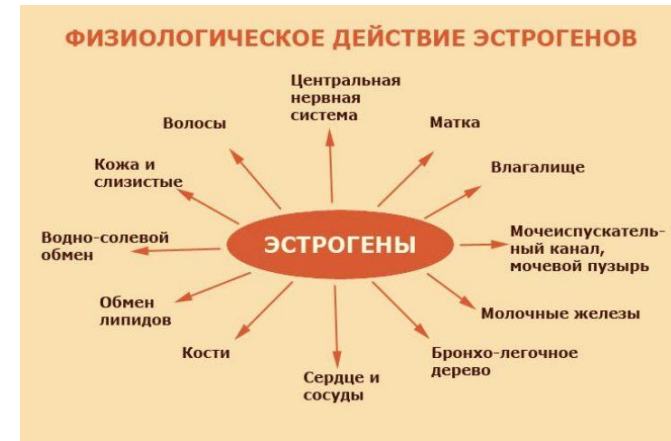 ФИЗИОЛОГИЧЕСКОЕ ДЕЙСТВИЕ ЭСТРОГЕНОВ
Центральная
нервная
система
Волосы
Матка
Кожа и
слизистые
Влагалище
Водно-солевой
обмен
ЭСТРОГЕНЫ
Мочеиспускатель-
ный канал,
мочевой пузырь
Обмен
липидов
Молочные железы
Кости
Бронхо-легочное
дерево
Сердце и
сосуды